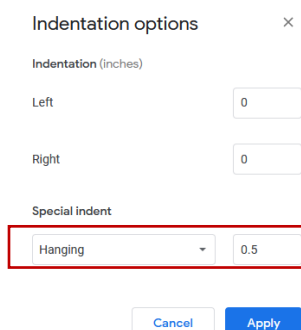 Indentation options
Indentation (inches)
Left 0
Right 0
Special indent
Hanging 0.5
Cancel Apply